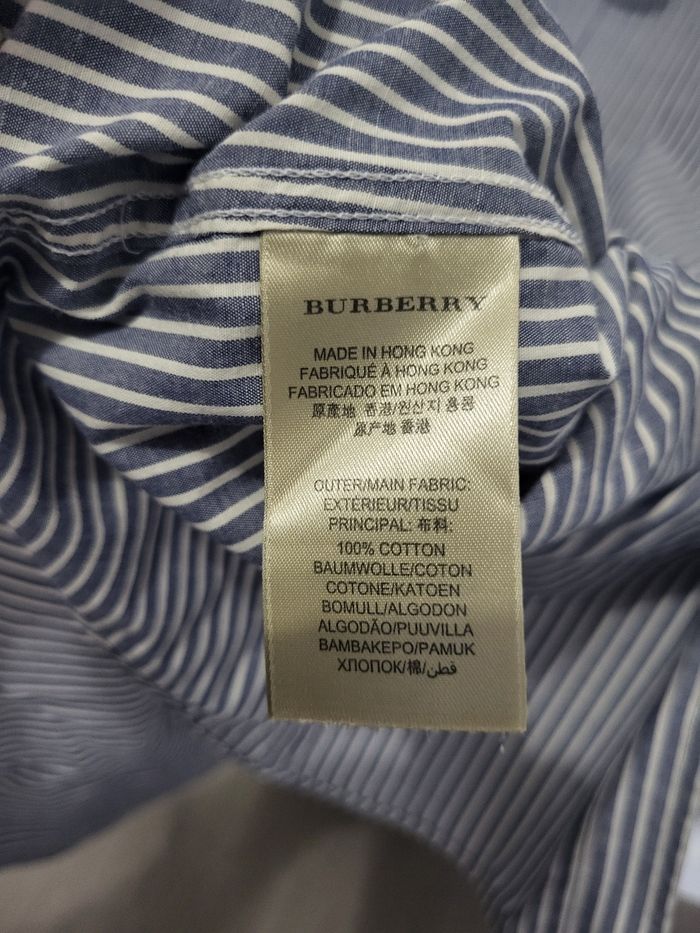 BURBERRY
MADE IN HONG KONG
FABRIQUÉ À HONG KONG
FABRICADO EM HONG KONG
原產地 香港/원산지 홍콩
原产地 香港
OUTER/MAIN FABRIC:
EXTÉRIEUR/TISSU
PRINCIPAL: 布料:
100% COTTON
BAUMWOLLE/COTON
COTONE/KATOEN
BOMULL/ALGODON
ALGODÃO/PUUVILLA
BAMBAKEPO/PAMUK
ХЛОПОК/棉/قطن